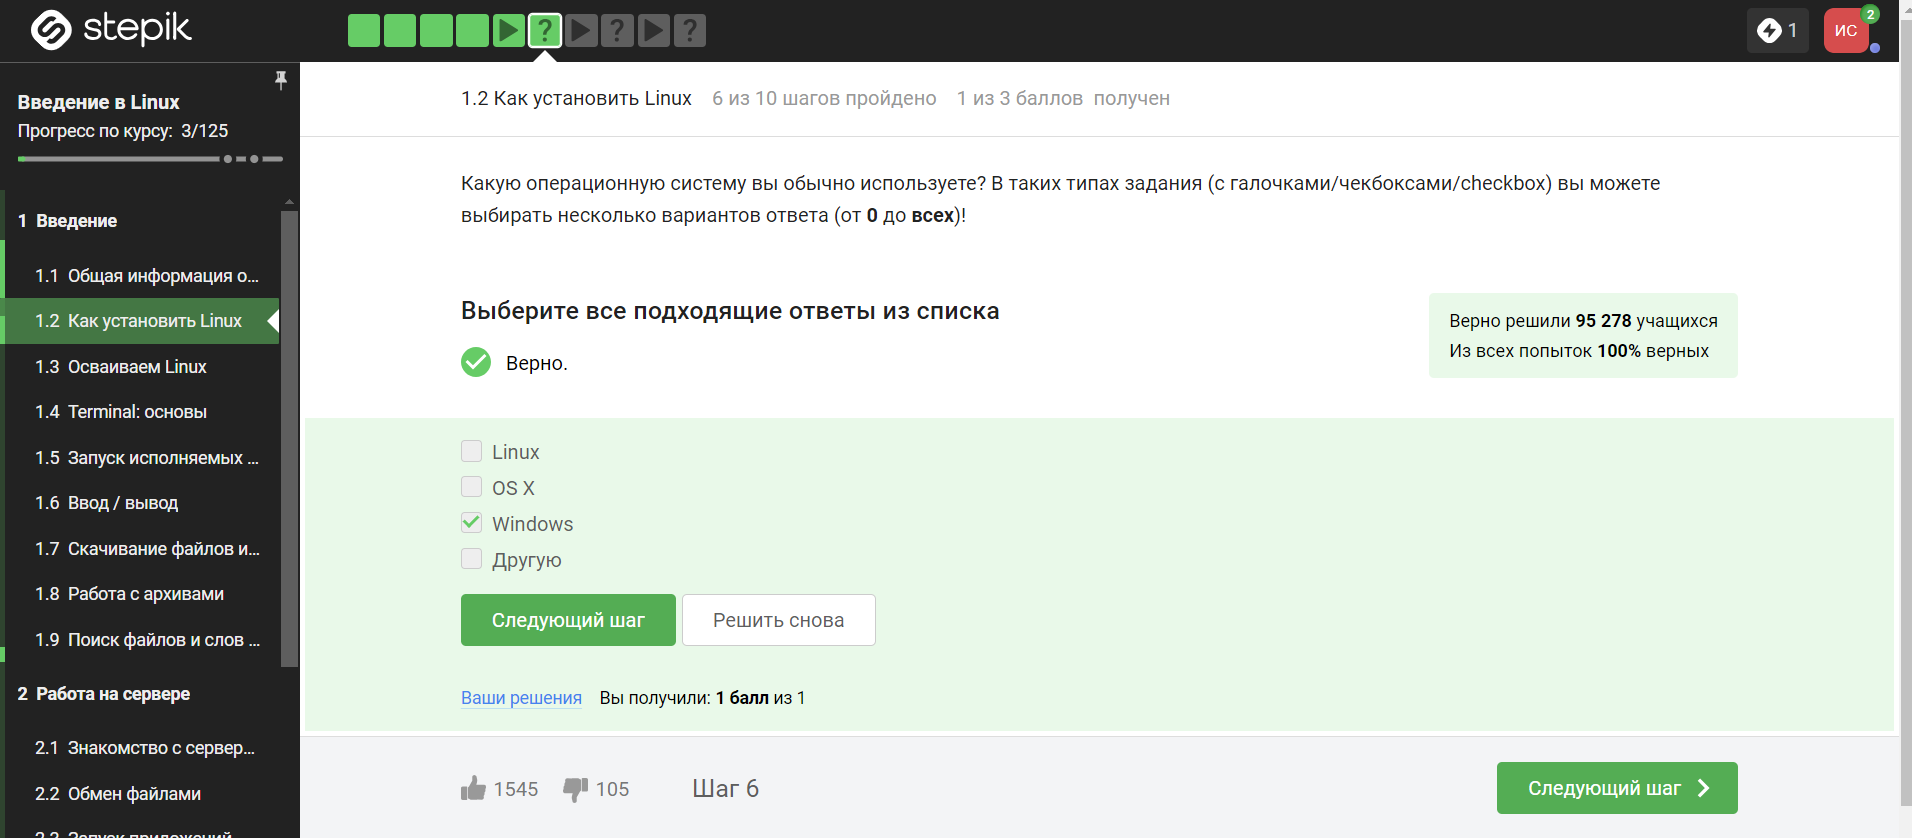 stepik
? ? ?
1
ИС
2
Введение в Linux
Прогресс по курсу: 3/125
1 Введение
1.1 Общая информация о...
1.2 Как установить Linux
1.3 Осваиваем Linux
1.4 Terminal: основы
1.5 Запуск исполняемых ...
1.6 Ввод / вывод
1.7 Скачивание файлов и...
1.8 Работа с архивами
1.9 Поиск файлов и слов ...
2 Работа на сервере
2.1 Знакомство с сервер...
2.2 Обмен файлами
2.3 Запуск приложений
1.2 Как установить Linux 6 из 10 шагов пройдено 1 из 3 баллов получен
Какую операционную систему вы обычно используете? В таких типах задания (с галочками/чекбоксами/checkbox) вы можете
выбирать несколько вариантов ответа (от 0 до всех)!
Выберите все подходящие ответы из списка
Верно.
Верно решили 95 278 учащихся
Из всех попыток 100% верных
Linux
OS X
Windows
Другую
Следующий шаг Решить снова
Ваши решения Вы получили: 1 балл из 1
1545 105 Шаг 6
Следующий шаг